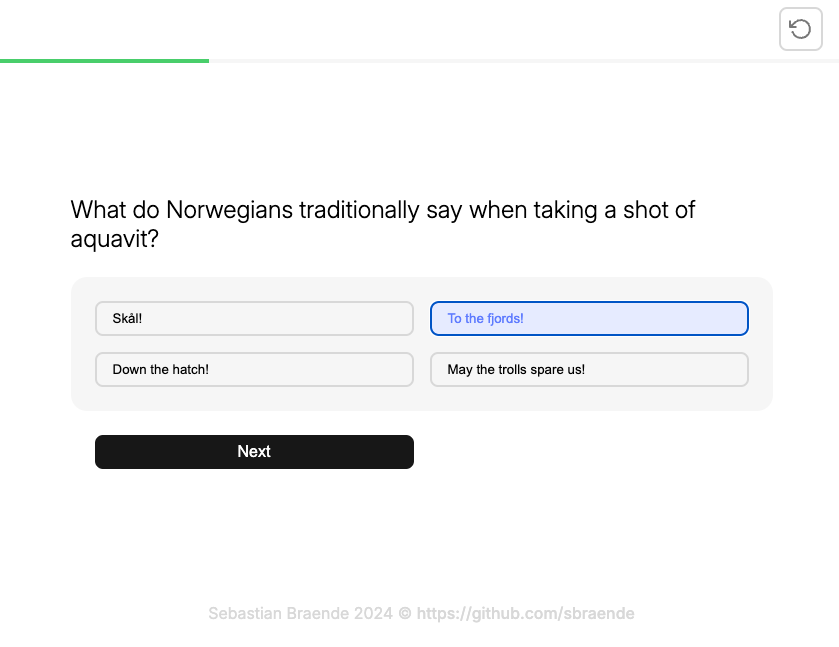 What do Norwegians traditionally say when taking a shot of
aquavit?
Skål!
To the fjords!
Down the hatch!
May the trolls spare us!
Next
Sebastian Braende 2024 © https://github.com/sbraende